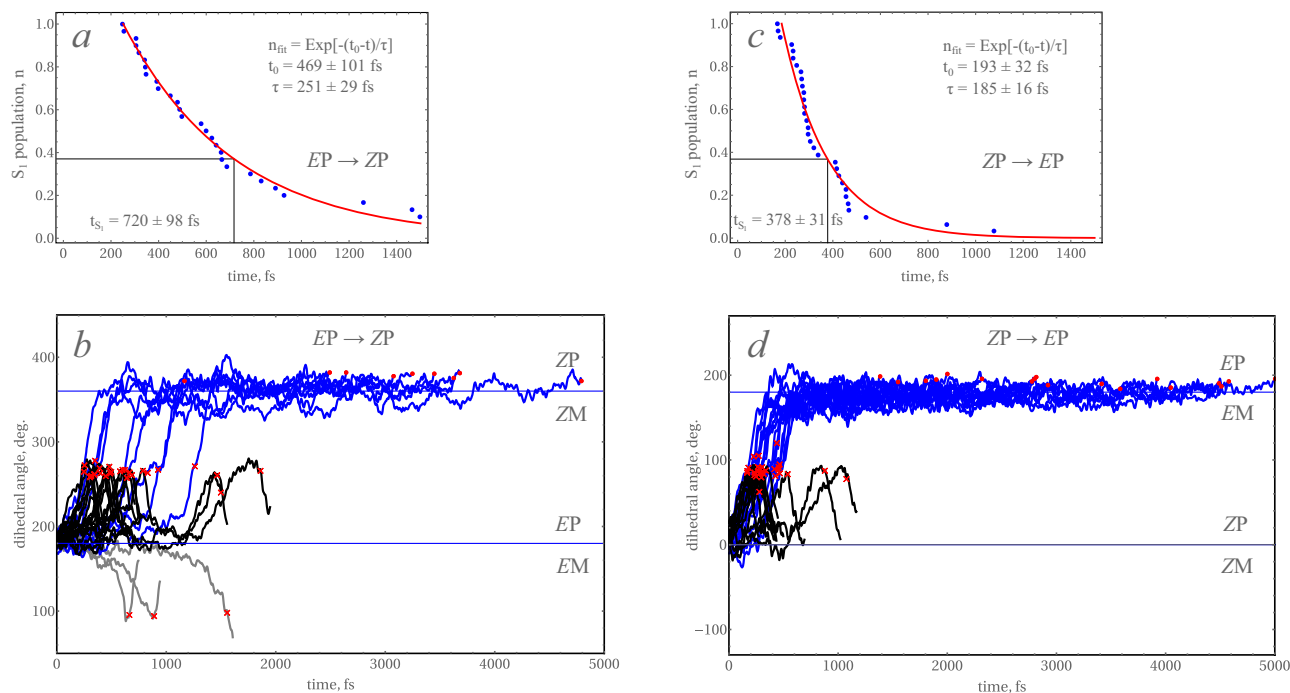 a
n_fit = Exp[-(t₀-t)/τ]
t₀ = 469 ± 101 fs
τ = 251 ± 29 fs
EP → ZP
t_S₁ = 720 ± 98 fs
S₁ population, n
1.0
0.8
0.6
0.4
0.2
0.0
0 200 400 600 800 1000 1200 1400
time, fs
c
n_fit = Exp[-(t₀-t)/τ]
t₀ = 193 ± 32 fs
τ = 185 ± 16 fs
ZP → EP
t_S₁ = 378 ± 31 fs
S₁ population, n
1.0
0.8
0.6
0.4
0.2
0.0
0 200 400 600 800 1000 1200 1400
time, fs
b
EP → ZP
ZP
ZM
EP
EM
dihedral angle, deg.
400
300
200
100
0 1000 2000 3000 4000 5000
time, fs
d
ZP → EP
EP
EM
ZP
ZM
dihedral angle, deg.
200
100
0
−100
0 1000 2000 3000 4000 5000
time, fs